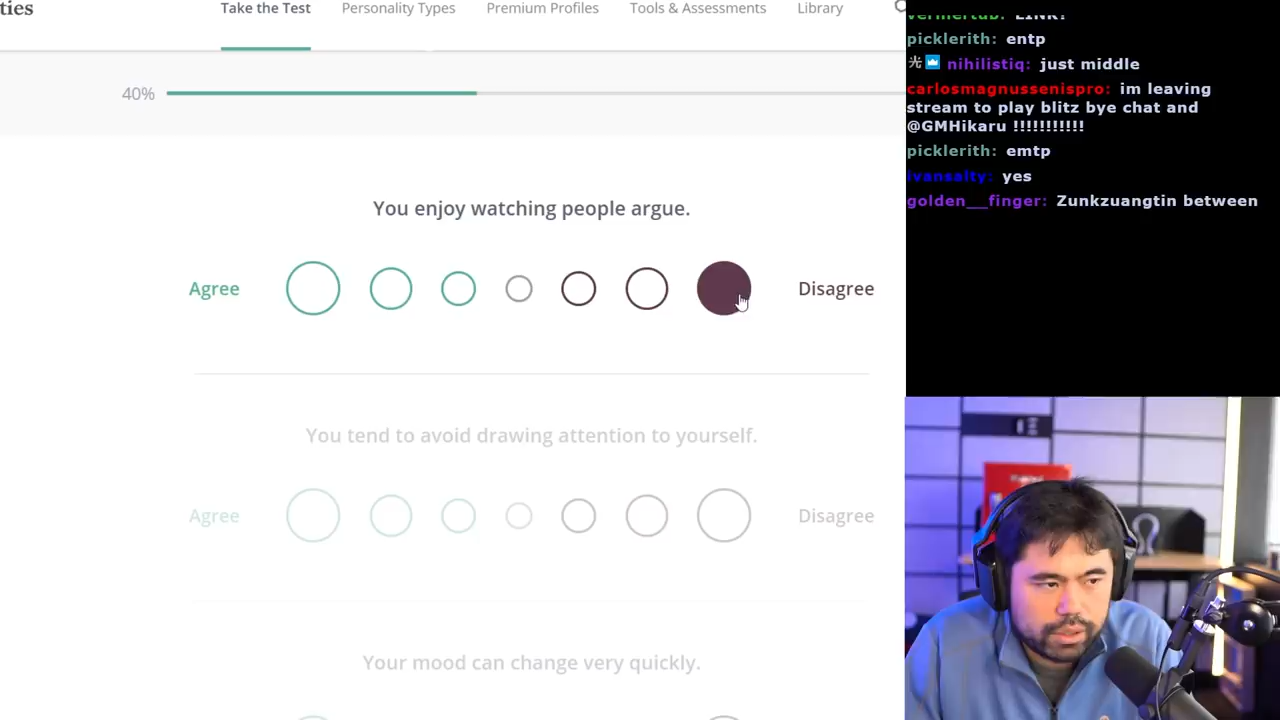 ties
Take the Test
Personality Types
Premium Profiles
Tools & Assessments
Library
40%
You enjoy watching people argue.
Agree
Disagree
You tend to avoid drawing attention to yourself.
Agree
Disagree
Your mood can change very quickly.
picklerith: entp
光 nihilistiq: just middle
carlosmagnussenispro: im leaving
stream to play blitz bye chat and
@GMHikaru !!!!!!!!!!!
picklerith: emtp
ivansalty: yes
golden__finger: Zunkzuangtin between